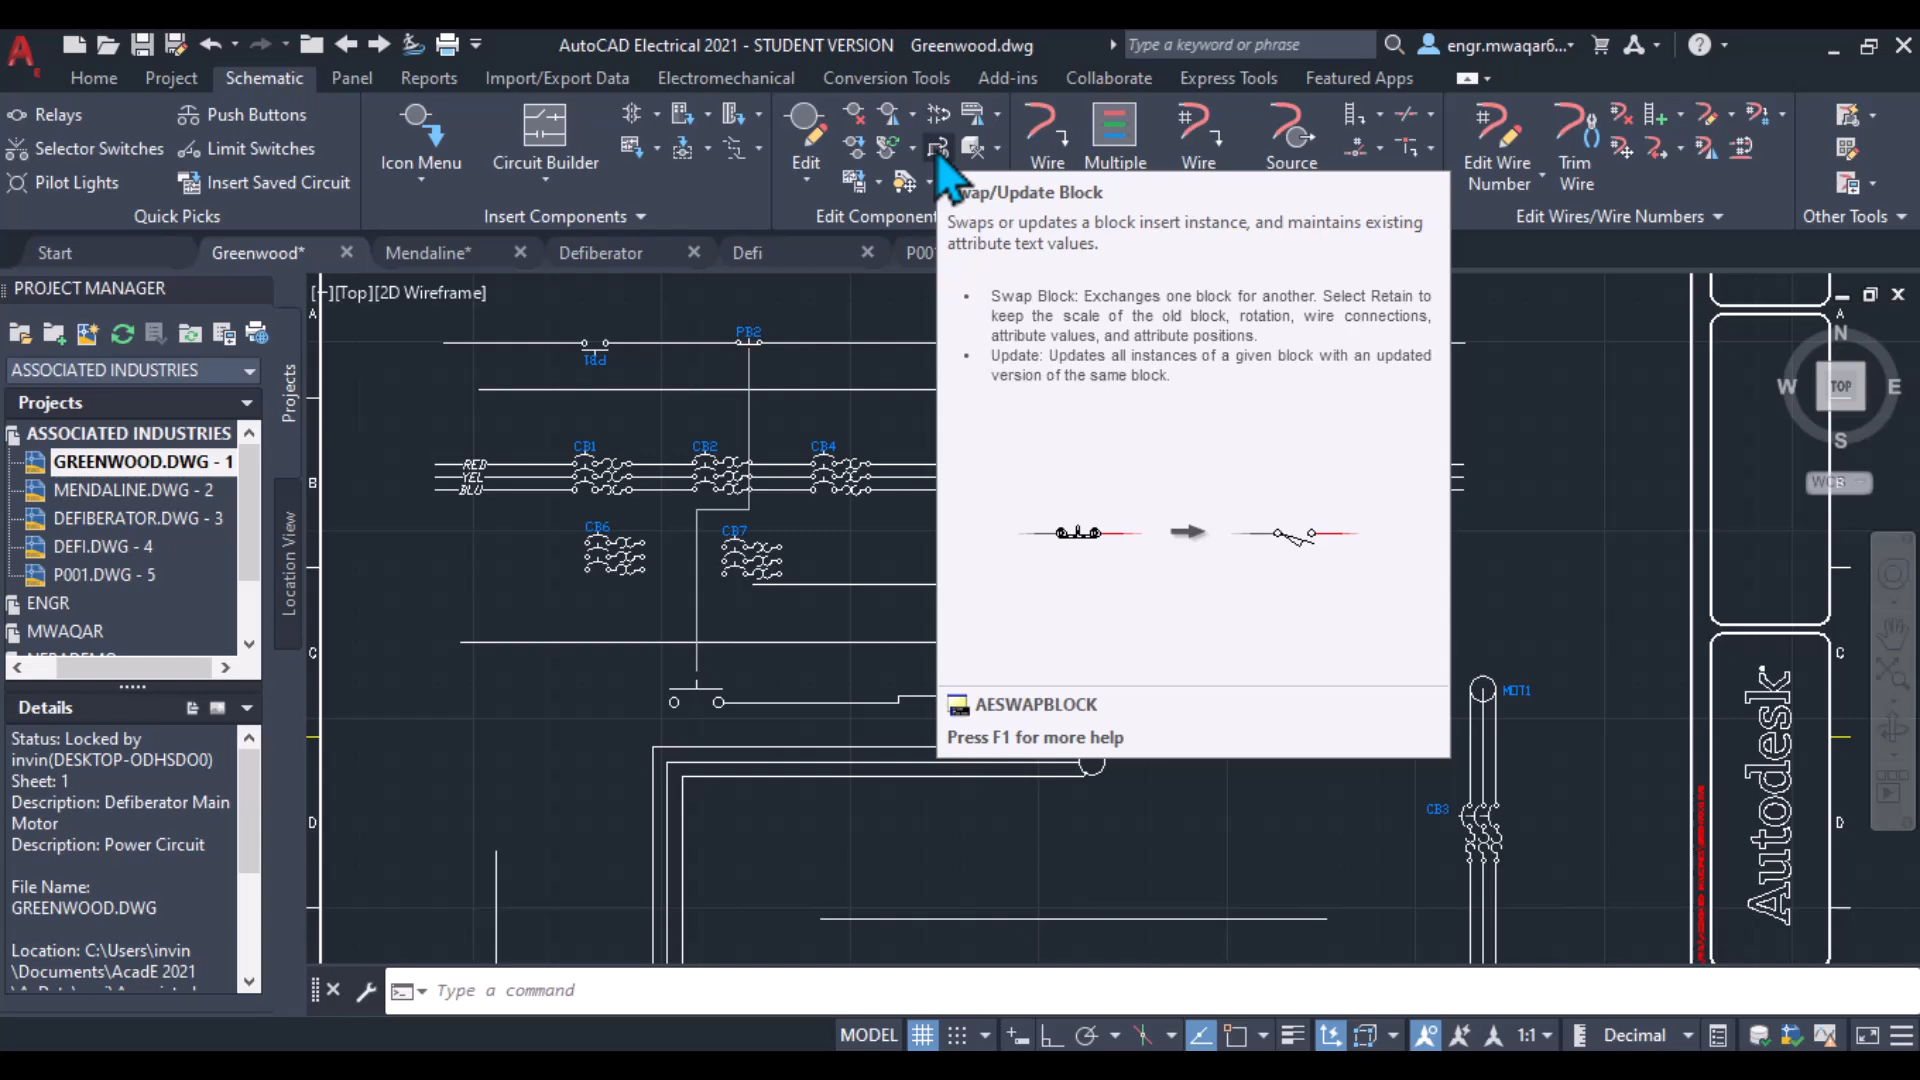 AutoCAD Electrical 2021 - STUDENT VERSION Greenwood.dwg
Type a keyword or phrase
engr.mwaqar6...
Home Project Schematic Panel Reports Import/Export Data Electromechanical Conversion Tools Add-ins Collaborate Express Tools Featured Apps
Relays
Push Buttons
Selector Switches
Limit Switches
Pilot Lights
Insert Saved Circuit
Quick Picks
Icon Menu
Circuit Builder
Insert Components
Edit
Edit Component
Wire
Multiple
Wire
Source
Edit Wire
Number
Trim
Wire
Edit Wires/Wire Numbers
Other Tools
Start
Greenwood*
Mendaline*
Defiberator
Defi
P00
Swap/Update Block
Swaps or updates a block insert instance, and maintains existing
attribute text values.
• Swap Block: Exchanges one block for another. Select Retain to
keep the scale of the old block, rotation, wire connections,
attribute values, and attribute positions.
• Update: Updates all instances of a given block with an updated
version of the same block.
AESWAPBLOCK
Press F1 for more help
PROJECT MANAGER
ASSOCIATED INDUSTRIES
Projects
ASSOCIATED INDUSTRIES
GREENWOOD.DWG - 1
MENDALINE.DWG - 2
DEFIBERATOR.DWG - 3
DEFI.DWG - 4
P001.DWG - 5
ENGR
MWAQAR
Projects
Location View
Details
Status: Locked by
invin(DESKTOP-ODHSDO0)
Sheet: 1
Description: Defiberator Main
Motor
Description: Power Circuit
File Name:
GREENWOOD.DWG
Location: C:\Users\invin
\Documents\AcadE 2021
[−][Top][2D Wireframe]
A
B
C
D
PB1
PB2
CB1
CB2
CB4
RED
YEL
BLU
CB6
CB7
MOT1
CB3
A
B
C
D
N
W
TOP
E
S
WCS
Autodesk
Type a command
MODEL
1:1
Decimal